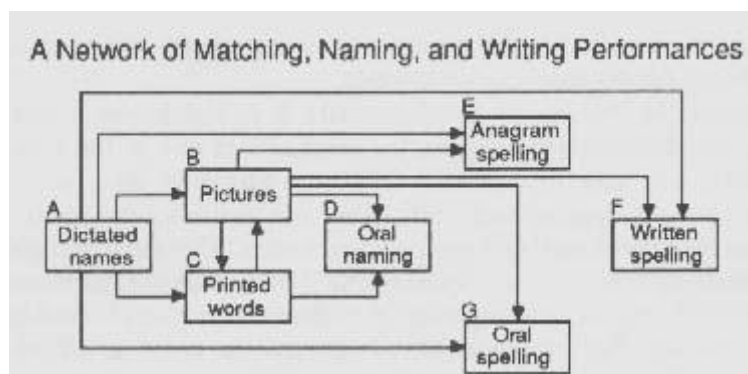 A Network of Matching, Naming, and Writing Performances
E
Anagram
spelling
B
Pictures
A
Dictated
names
D
Oral
naming
F
Written
spelling
C
Printed
words
G
Oral
spelling